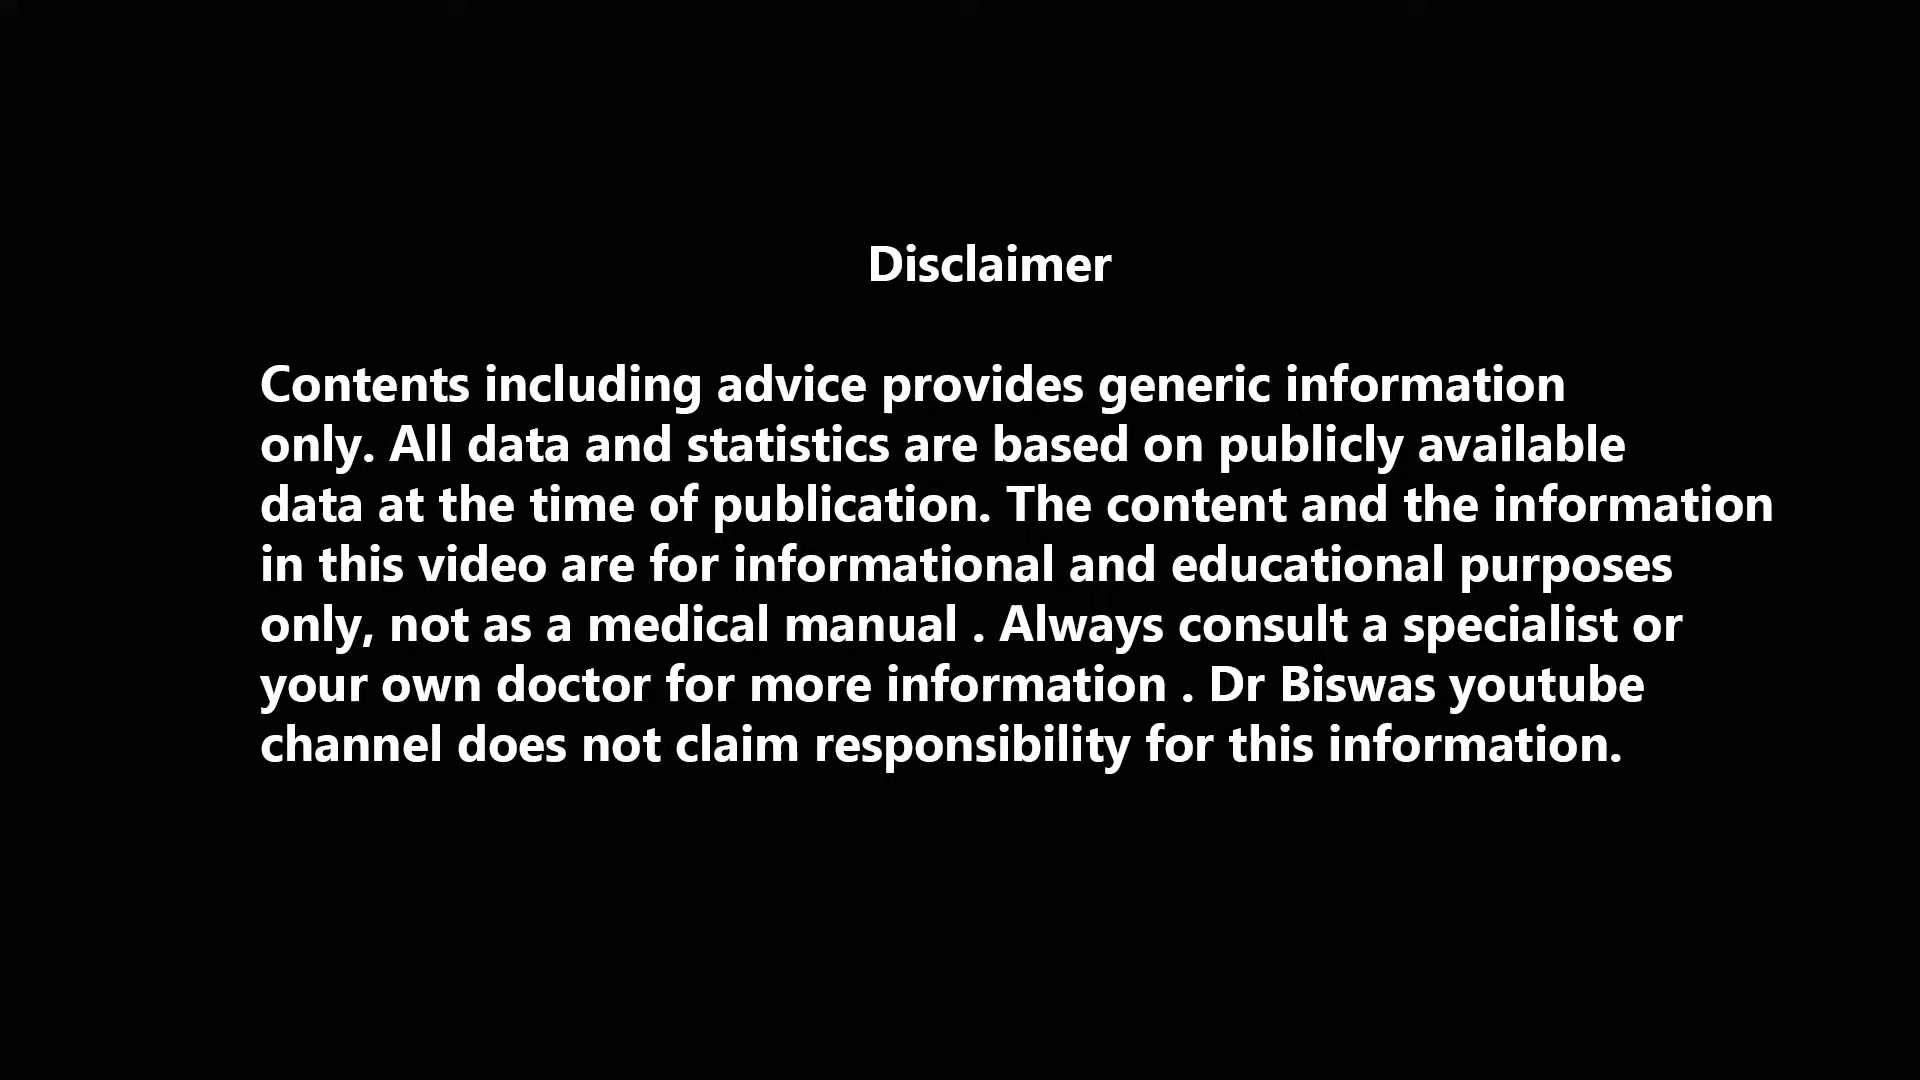 Disclaimer
Contents including advice provides generic information
only. All data and statistics are based on publicly available
data at the time of publication. The content and the information
in this video are for informational and educational purposes
only, not as a medical manual . Always consult a specialist or
your own doctor for more information . Dr Biswas youtube
channel does not claim responsibility for this information.